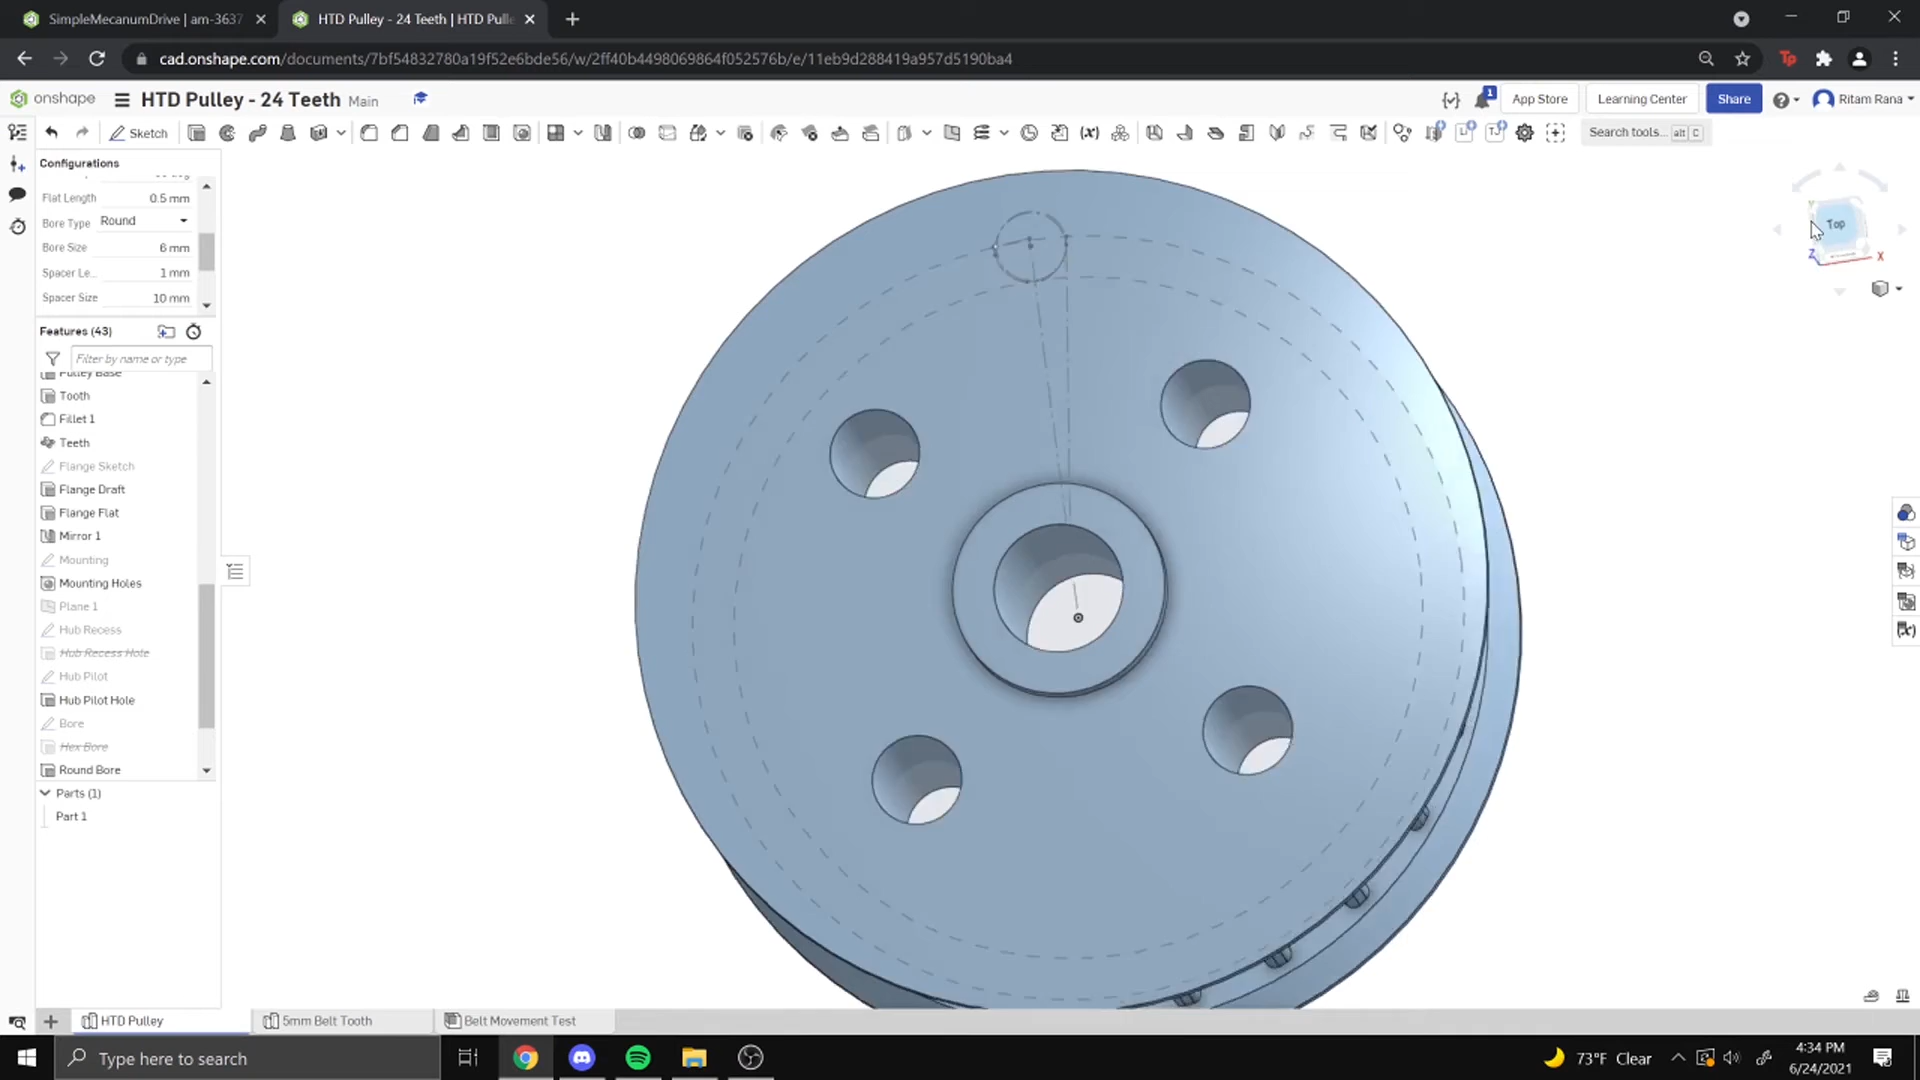 SimpleMecanumDrive | am-3637
HTD Pulley - 24 Teeth | HTD Pull
Tp
cad.onshape.com/documents/7bf54832780a19f52e6bde56/w/2ff40b4498069864f052576b/e/11eb9d288419a957d5190ba4
onshape
HTD Pulley - 24 Teeth Main
1
App Store
Learning Center
Share
Ritam Rana
Sketch
Search tools... alt C
Configurations
Flat Length 0.5 mm
Bore Type Round
Bore Size 6 mm
Spacer Le... 1 mm
Spacer Size 10 mm
Features (43)
Filter by name or type
Pulley Base
Tooth
Fillet 1
Teeth
Flange Sketch
Flange Draft
Flange Flat
Mirror 1
Mounting
Mounting Holes
Plane 1
Hub Recess
Hub Recess Hole
Hub Pilot
Hub Pilot Hole
Bore
Hex Bore
Round Bore
Parts (1)
Part 1
Top
Y
Z
X
HTD Pulley
5mm Belt Tooth
Belt Movement Test
Type here to search
73°F Clear
4:34 PM
6/24/2021